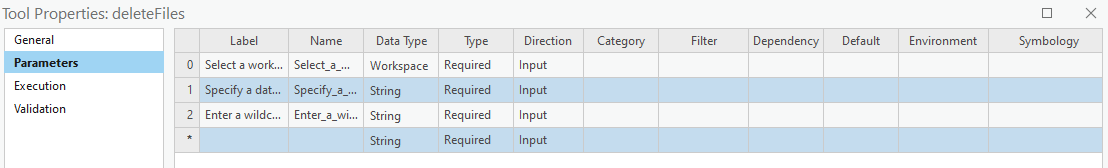 Tool Properties: deleteFiles
General
Parameters
Execution
Validation
Label Name Data Type Type Direction Category Filter Dependency Default Environment Symbology
0 Select a work... Select_a_... Workspace Required Input
1 Specify a dat... Specify_a_... String Required Input
2 Enter a wildc... Enter_a_wi... String Required Input
* String Required Input